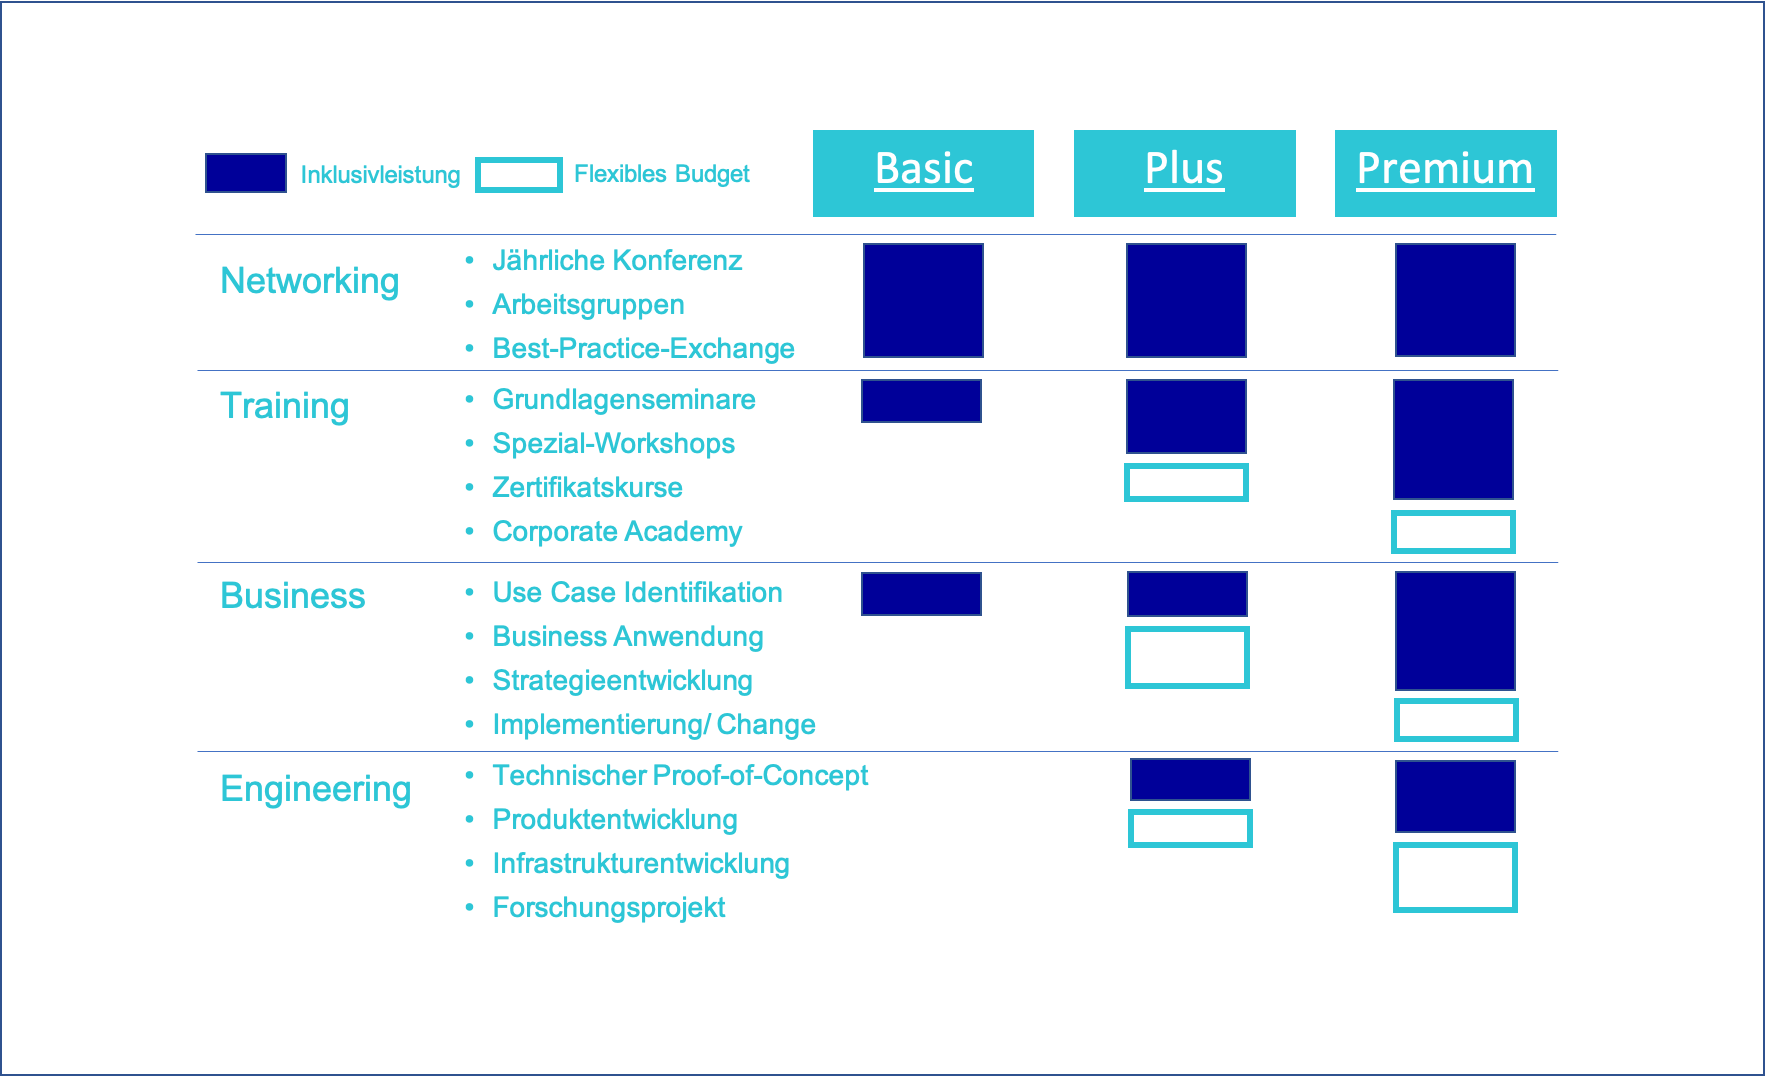 Inklusivleistung
Flexibles Budget
Basic
Plus
Premium
Networking
• Jährliche Konferenz
• Arbeitsgruppen
• Best-Practice-Exchange
Training
• Grundlagenseminare
• Spezial-Workshops
• Zertifikatskurse
• Corporate Academy
Business
• Use Case Identifikation
• Business Anwendung
• Strategieentwicklung
• Implementierung/ Change
Engineering
• Technischer Proof-of-Concept
• Produktentwicklung
• Infrastrukturentwicklung
• Forschungsprojekt